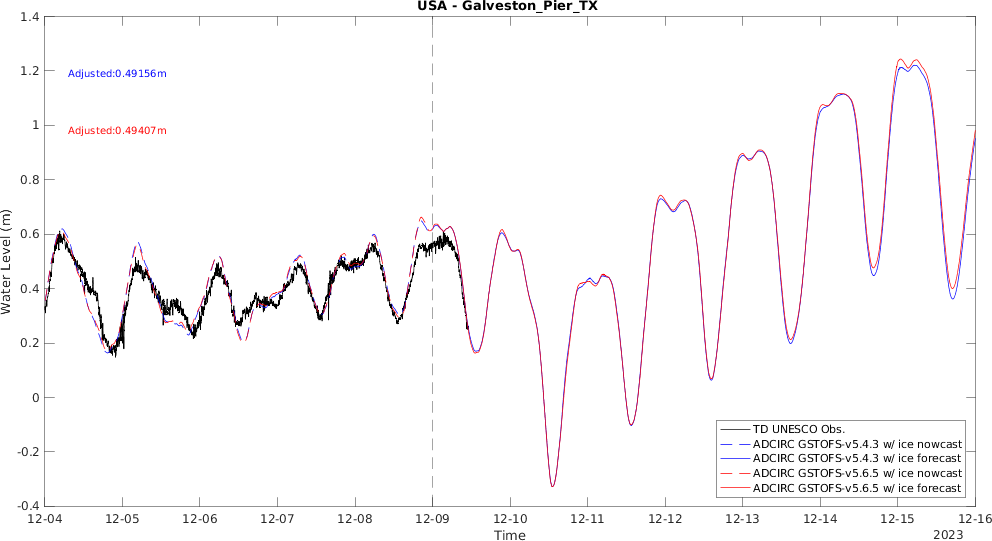 USA - Galveston_Pier_TX
1.4
1.2
1
0.8
0.6
0.4
0.2
0
-0.2
-0.4
Water Level (m)
Adjusted:0.49156m
Adjusted:0.49407m
TD UNESCO Obs.
ADCIRC GSTOFS-v5.4.3 w/ ice nowcast
ADCIRC GSTOFS-v5.4.3 w/ ice forecast
ADCIRC GSTOFS-v5.6.5 w/ ice nowcast
ADCIRC GSTOFS-v5.6.5 w/ ice forecast
12-04 12-05 12-06 12-07 12-08 12-09 12-10 12-11 12-12 12-13 12-14 12-15 12-16
Time
2023